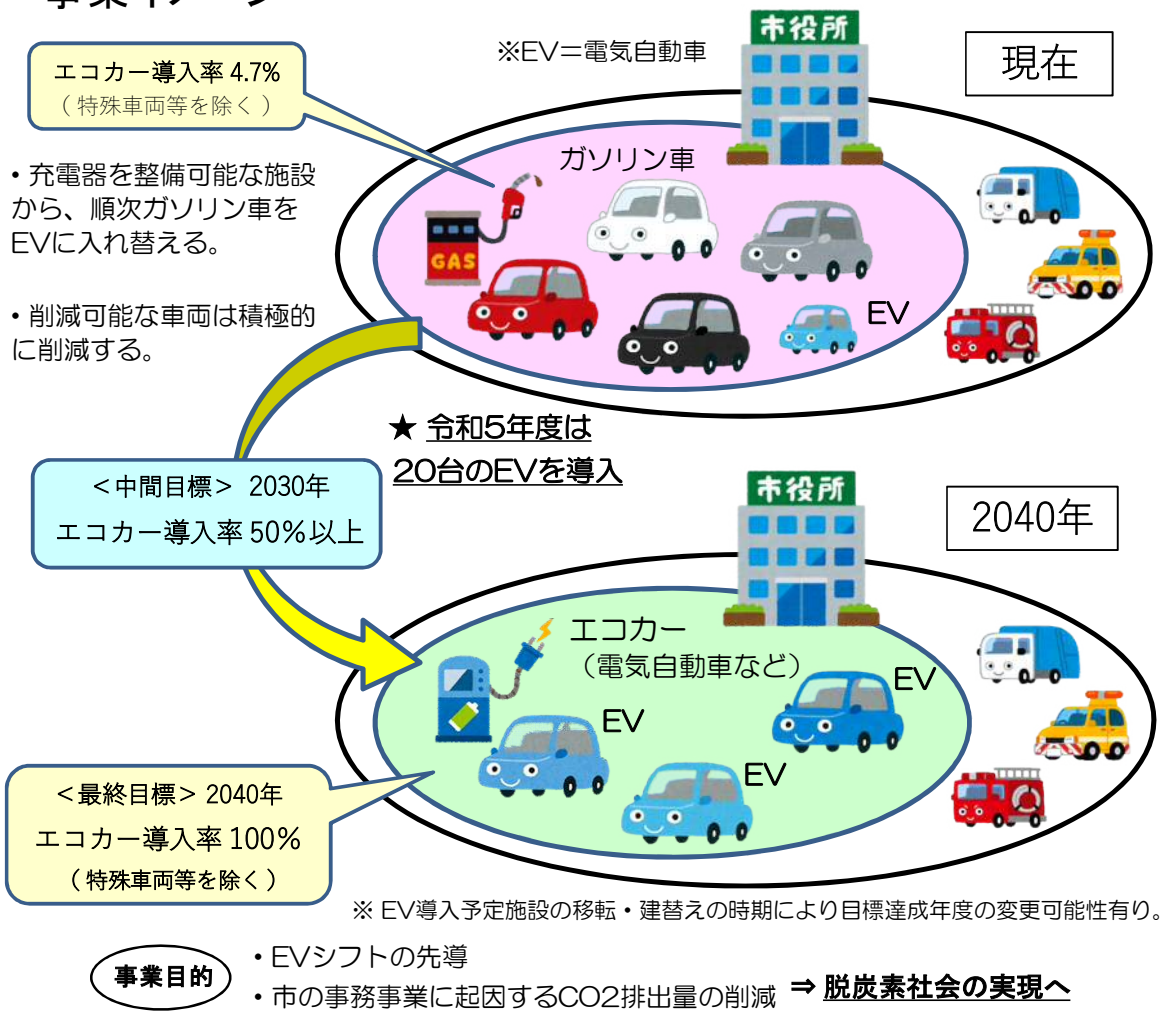 事業イメージ
市役所
※EV＝電気自動車
現在
エコカー導入率 4.7%
（特殊車両等を除く）
ガソリン車
・充電器を整備可能な施設
から、順次ガソリン車を
EVに入れ替える。
GAS
EV
・削減可能な車両は積極的
に削減する。
★ 令和5年度は
20台のEVを導入
＜中間目標＞ 2030年
エコカー導入率 50％以上
市役所
2040年
エコカー
（電気自動車など）
EV
EV
EV
＜最終目標＞ 2040年
エコカー導入率 100％
（特殊車両等を除く）
※ EV導入予定施設の移転・建替えの時期により目標達成年度の変更可能性有り。
事業目的
・EVシフトの先導
・市の事務事業に起因するCO2排出量の削減 ⇒ 脱炭素社会の実現へ